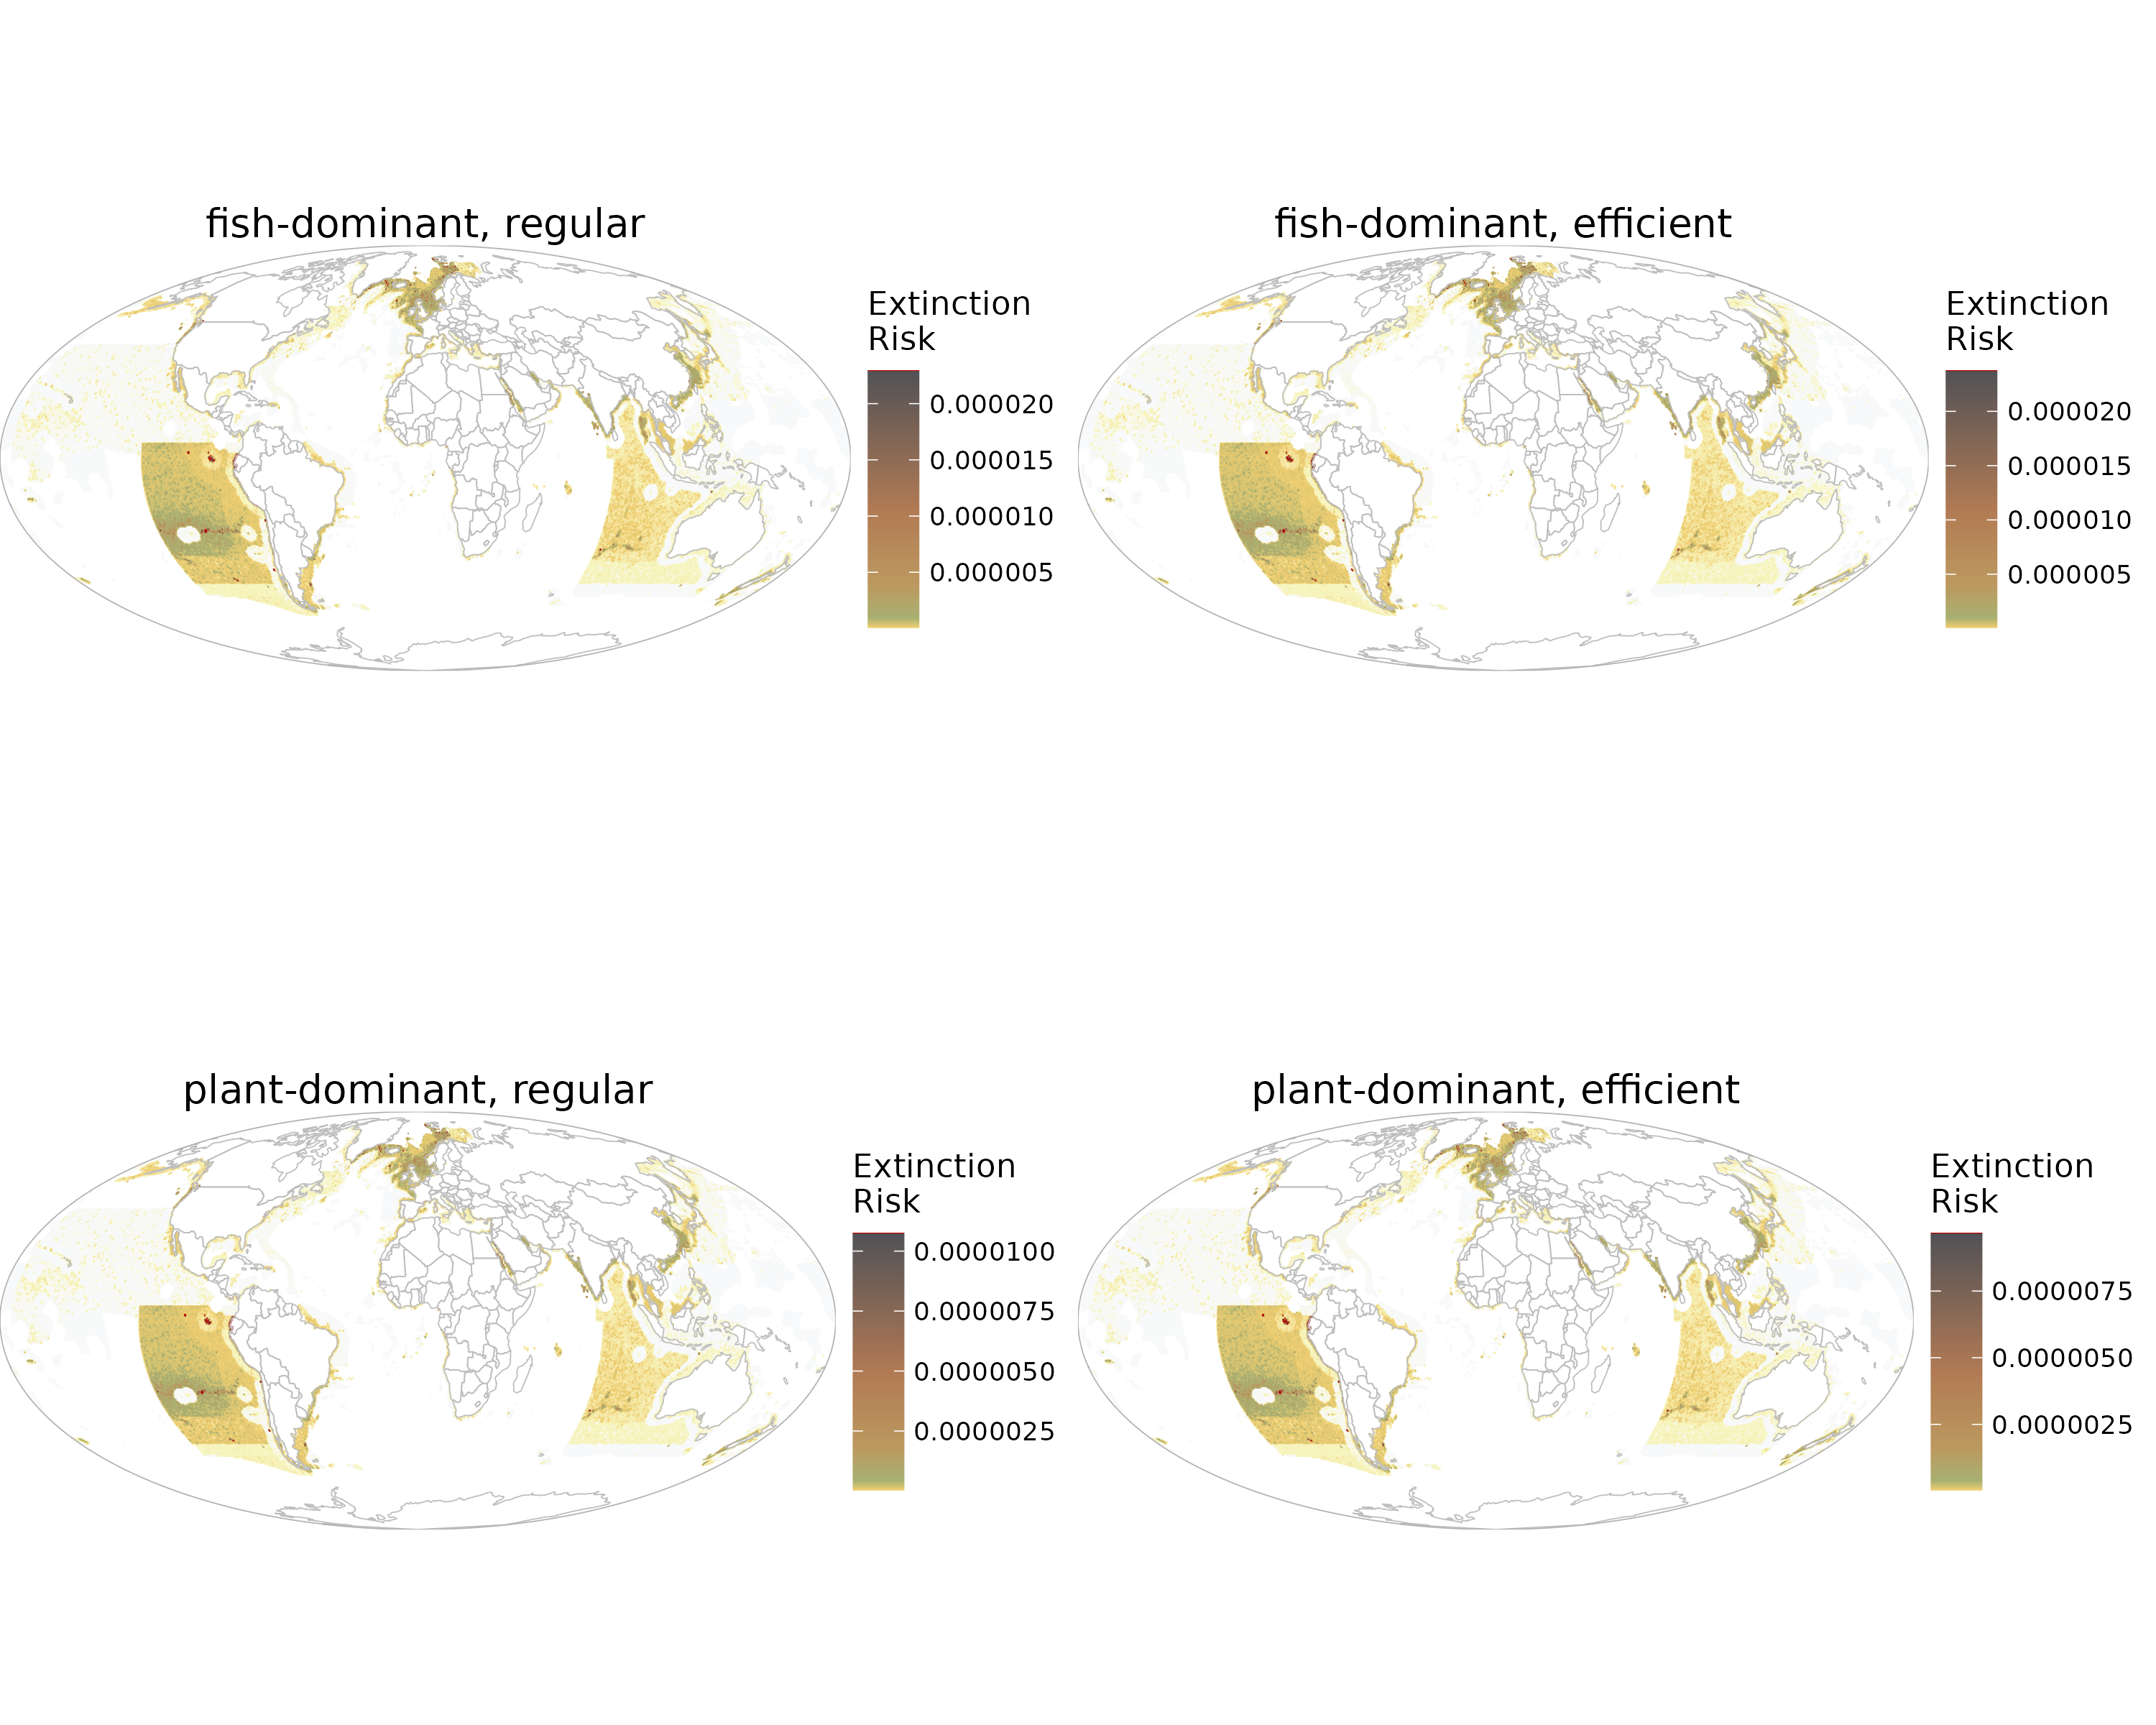 fish-dominant, regular
Extinction
Risk
0.000020
0.000015
0.000010
0.000005
fish-dominant, efficient
Extinction
Risk
0.000020
0.000015
0.000010
0.000005
plant-dominant, regular
Extinction
Risk
0.0000100
0.0000075
0.0000050
0.0000025
plant-dominant, efficient
Extinction
Risk
0.0000075
0.0000050
0.0000025